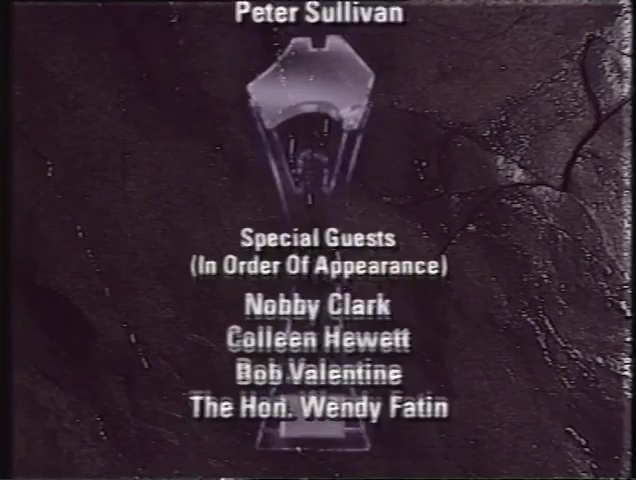 Peter Sullivan
Special Guests
(In Order Of Appearance)
Nobby Clark
Colleen Hewett
Bob Valentine
The Hon. Wendy Fatin